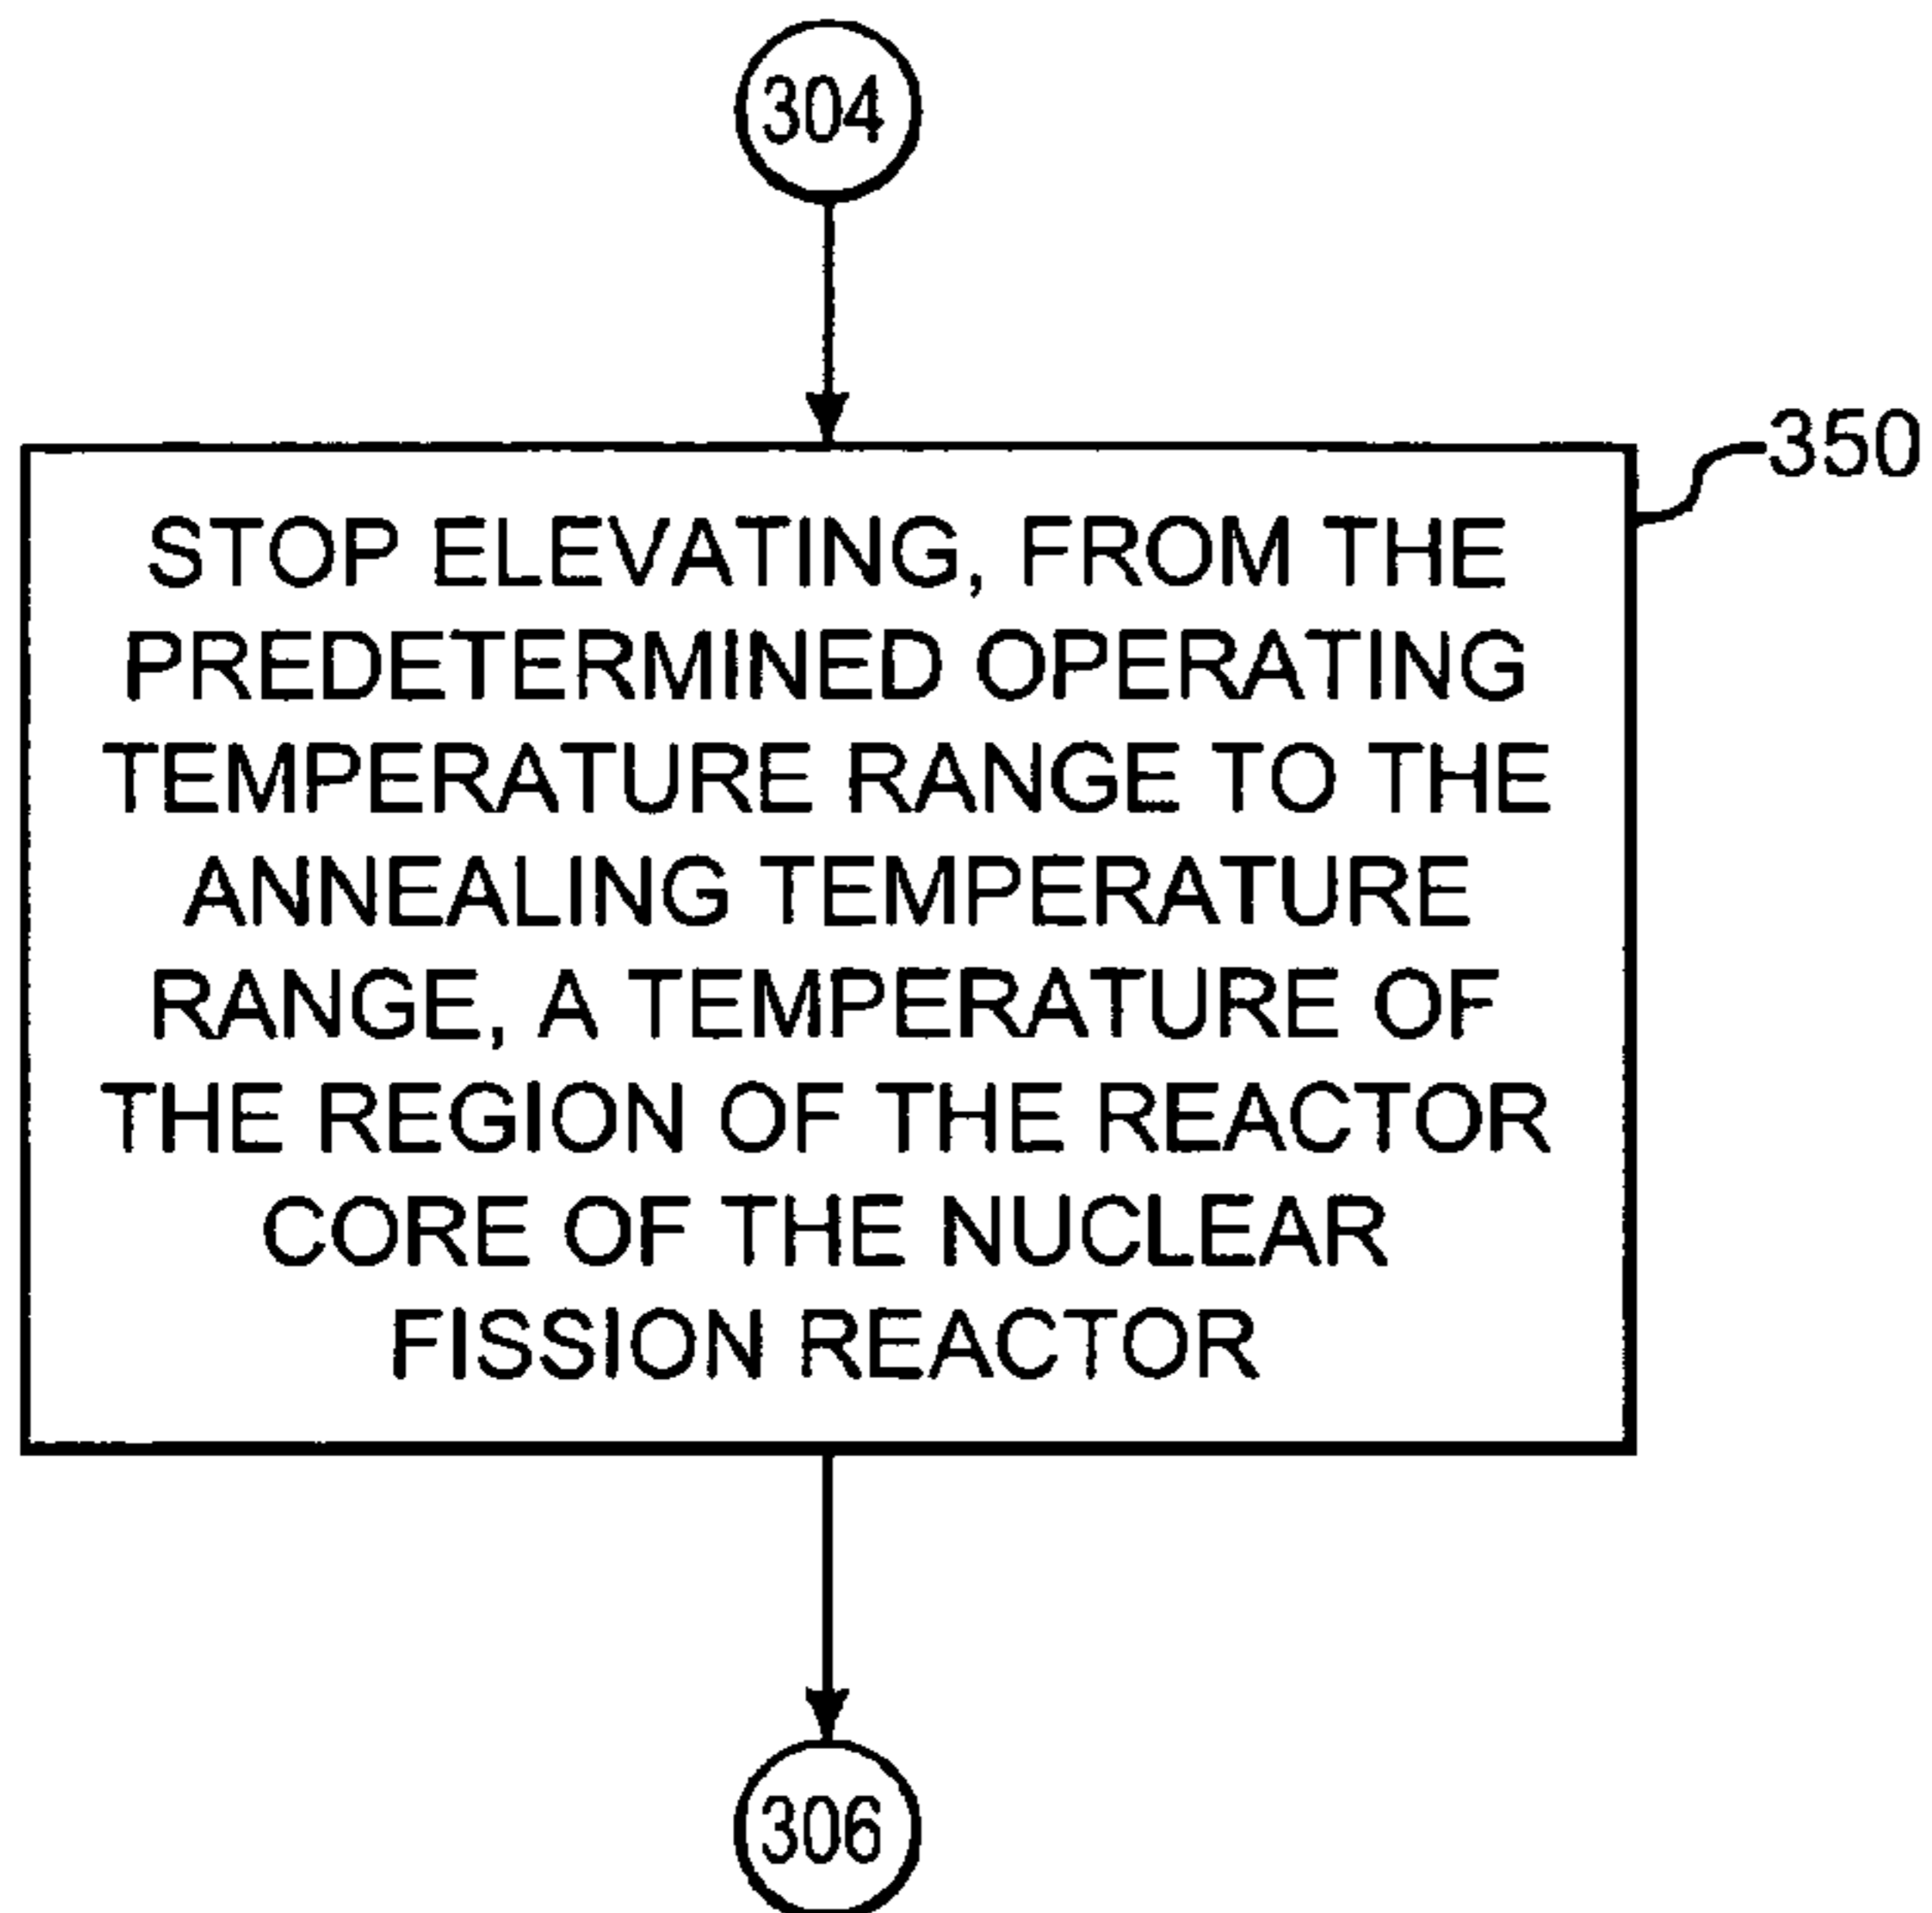 304
350
STOP ELEVATING, FROM THE
PREDETERMINED OPERATING
TEMPERATURE RANGE TO THE
ANNEALING TEMPERATURE
RANGE, A TEMPERATURE OF
THE REGION OF THE REACTOR
CORE OF THE NUCLEAR
FISSION REACTOR
306